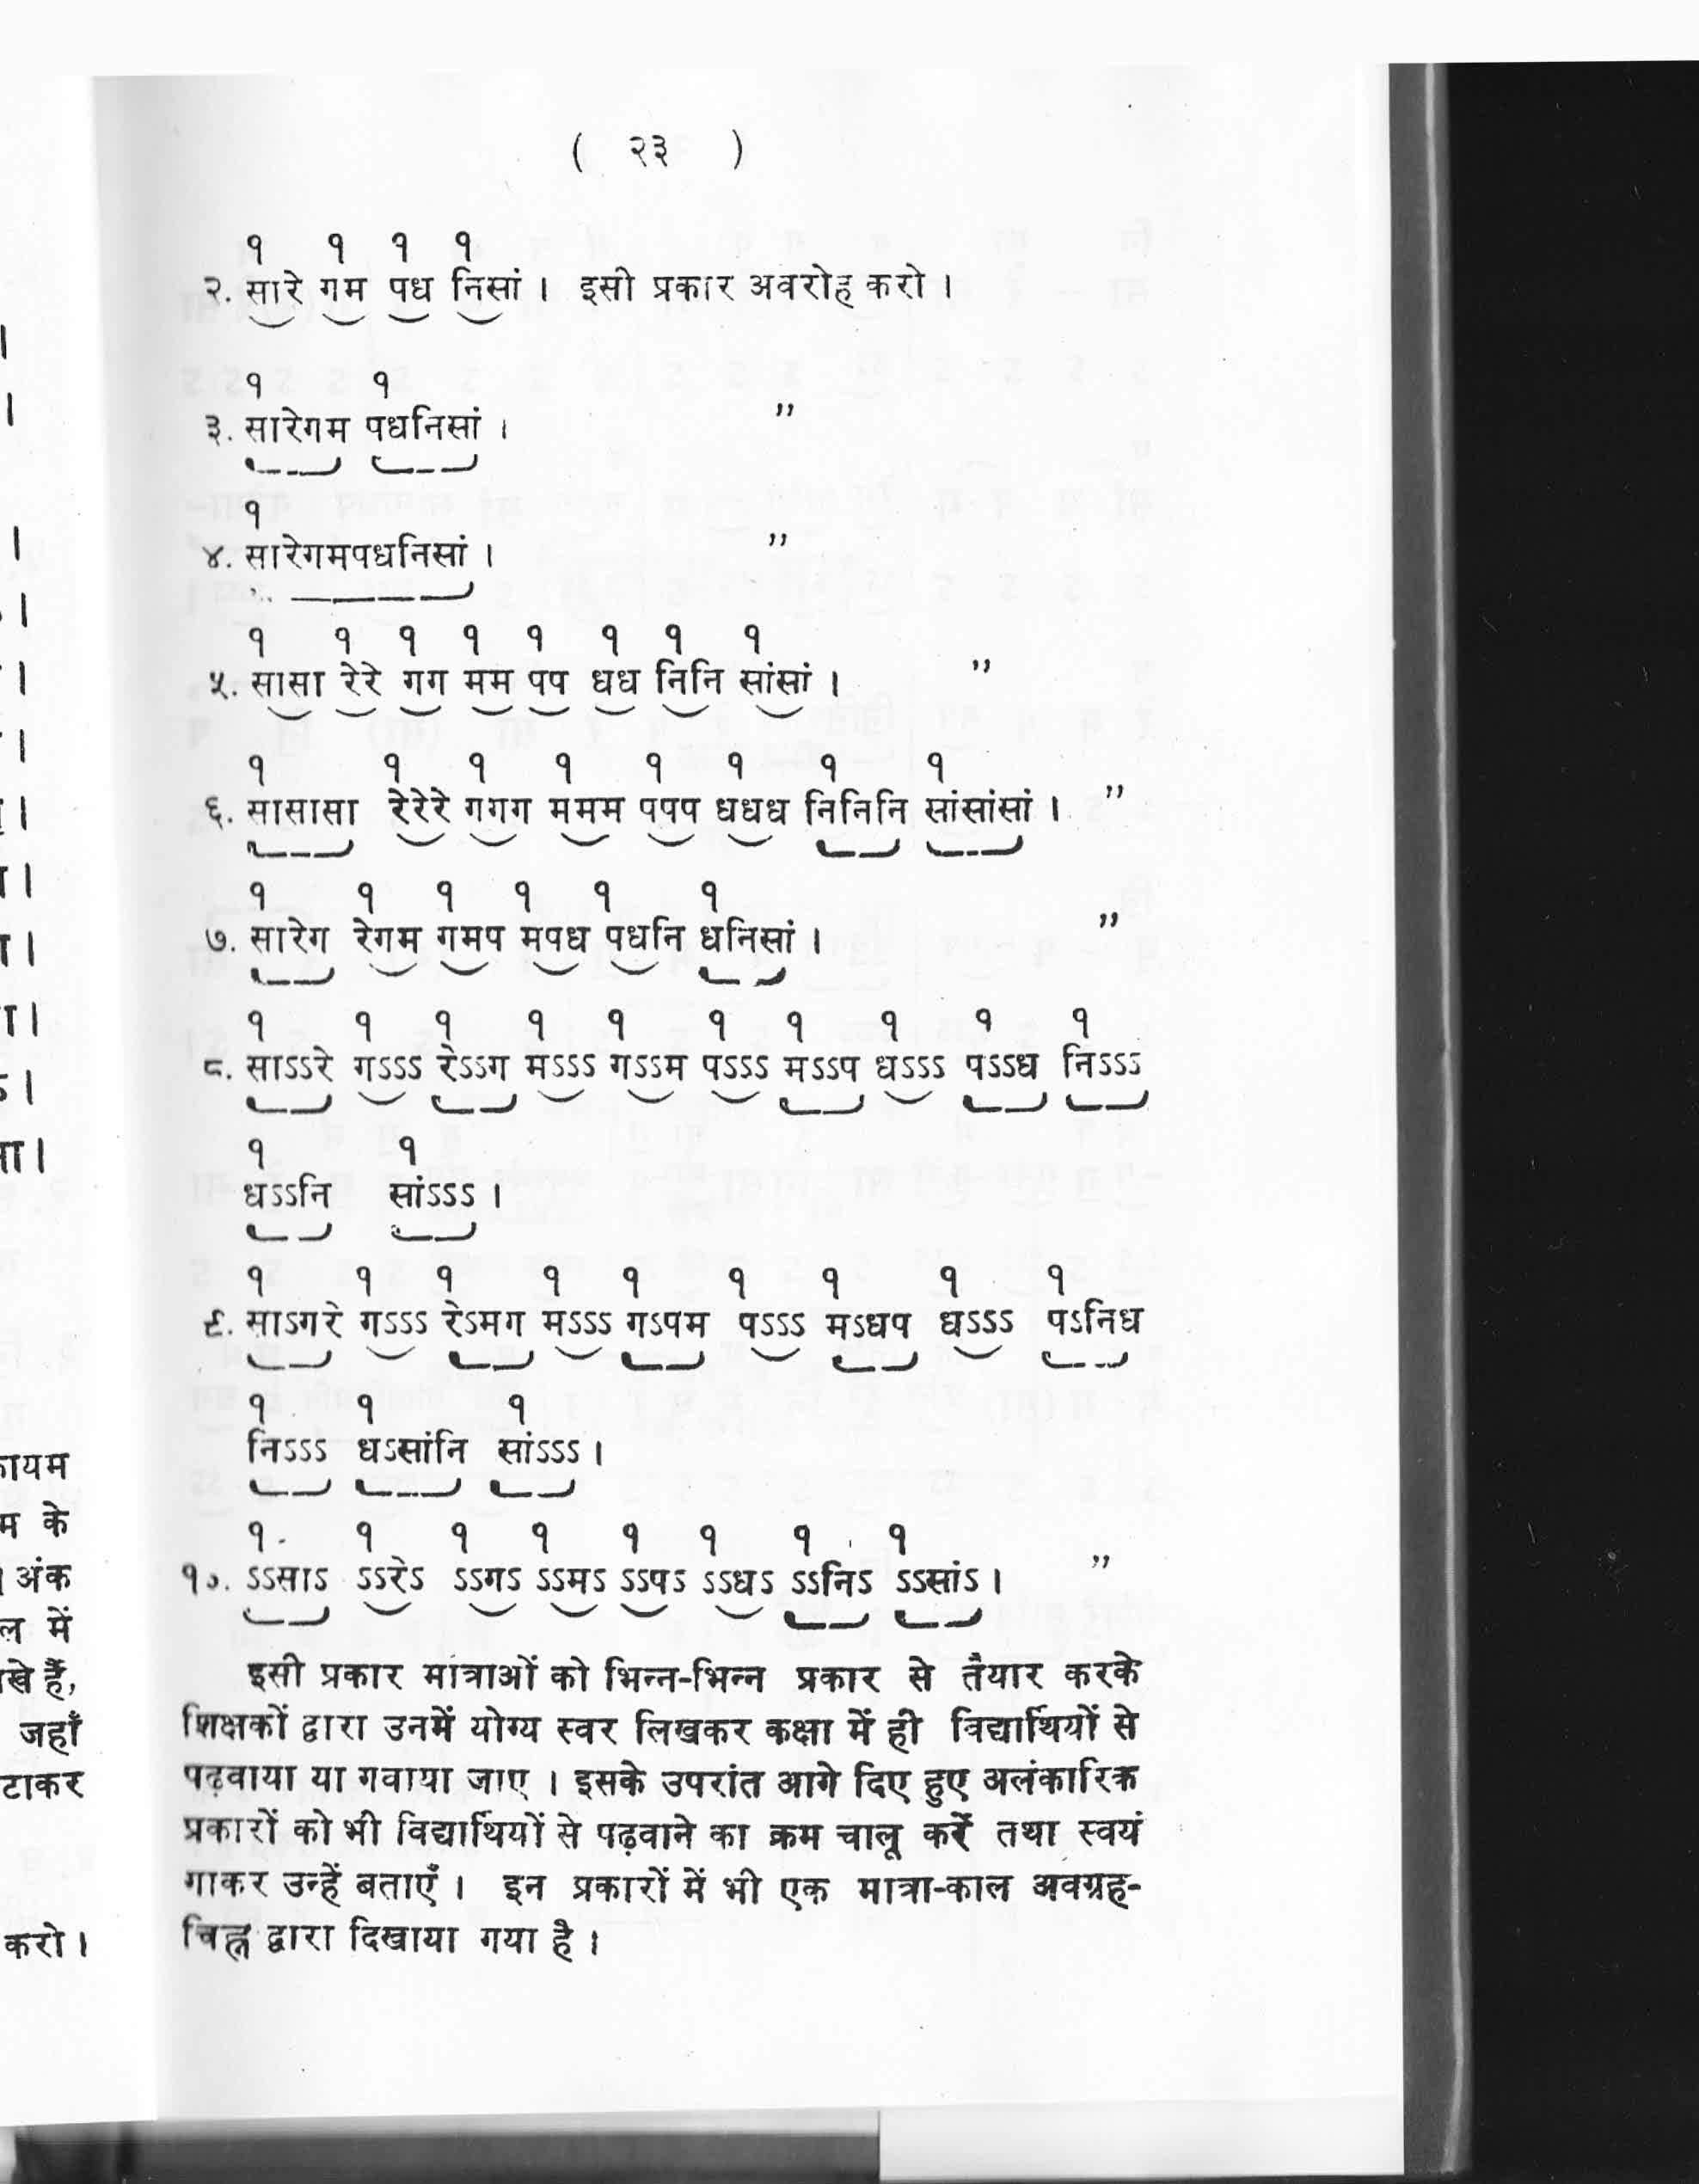 ( २३ )
१ १ १ १
२. सारे गम पध निसां । इसी प्रकार अवरोह करो ।
१ १
३. सारेगम पधनिसां । ”
१
४. सारेगमपधनिसां । ”
१ १ १ १ १ १ १ १
५. सासा रेरे गग मम पप धध निनि सांसां । ”
१ १ १ १ १ १ १ १
६. सासासा रेरेरे गगग ममम पपप धधध निनिनि सांसांसां । ”
१ १ १ १ १ १
७. सारेग रेगम गमप मपध पधनि धनिसां । ”
१ १ १ १ १ १ १ १ १ १
८. साऽऽरे गऽऽऽ रेऽऽग मऽऽऽ गऽऽम पऽऽऽ मऽऽप धऽऽऽ पऽऽध निऽऽऽ
१ १
धऽऽनि सांऽऽऽ ।
१ १ १ १ १ १ १ १ १
९. साऽगरे गऽऽऽ रेऽमग मऽऽऽ गऽपम पऽऽऽ मऽधप धऽऽऽ पऽनिध
१ १ १
निऽऽऽ धऽसांनि सांऽऽऽ ।
१ १ १ १ १ १ १ १
१०. ऽऽसाऽ ऽऽरेऽ ऽऽगऽ ऽऽमऽ ऽऽपऽ ऽऽधऽ ऽऽनिऽ ऽऽसांऽ । ”
इसी प्रकार मात्राओं को भिन्न-भिन्न प्रकार से तैयार करके
शिक्षकों द्वारा उनमें योग्य स्वर लिखकर कक्षा में ही विद्यार्थियों से
पढ़वाया या गवाया जाए । इसके उपरांत आगे दिए हुए अलंकारिक
प्रकारों को भी विद्यार्थियों से पढ़वाने का क्रम चालू करें तथा स्वयं
गाकर उन्हें बताएँ । इन प्रकारों में भी एक मात्रा-काल अवग्रह-
चिह्न द्वारा दिखाया गया है ।
के
अंक
में
हैं,
जहाँ
करो ।